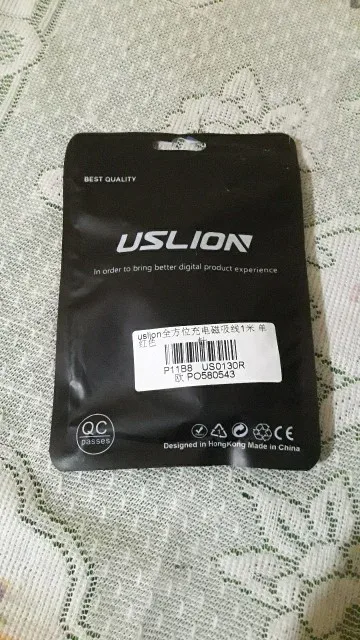 BEST QUALITY
USLION
In order to bring better digital product experience
uslion全方位充电磁吸线1米 单
红色
P11B8 US0130R
欧 PO580543
QC
passes
CE
Designed in HongKong Made in China